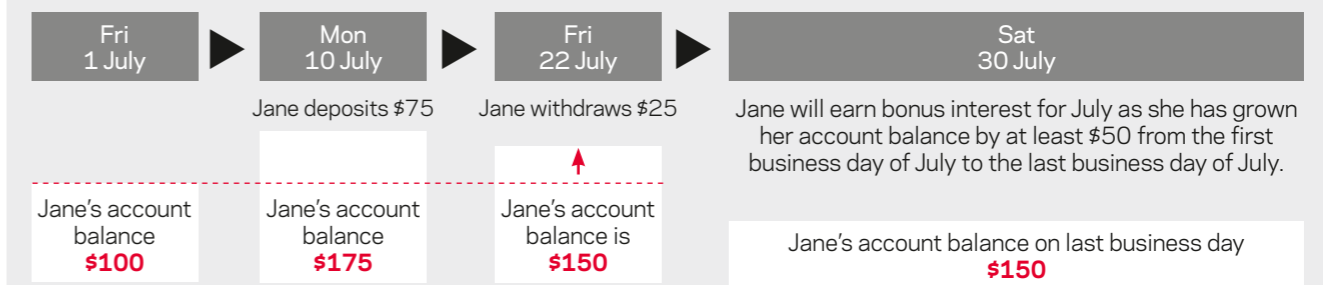 Fri
1 July
Mon
10 July
Fri
22 July
Sat
30 July
Jane deposits $75
Jane withdraws $25
Jane will earn bonus interest for July as she has grown
her account balance by at least $50 from the first
business day of July to the last business day of July.
Jane's account
balance
$100
Jane's account
balance
$175
Jane's account
balance is
$150
Jane's account balance on last business day
$150